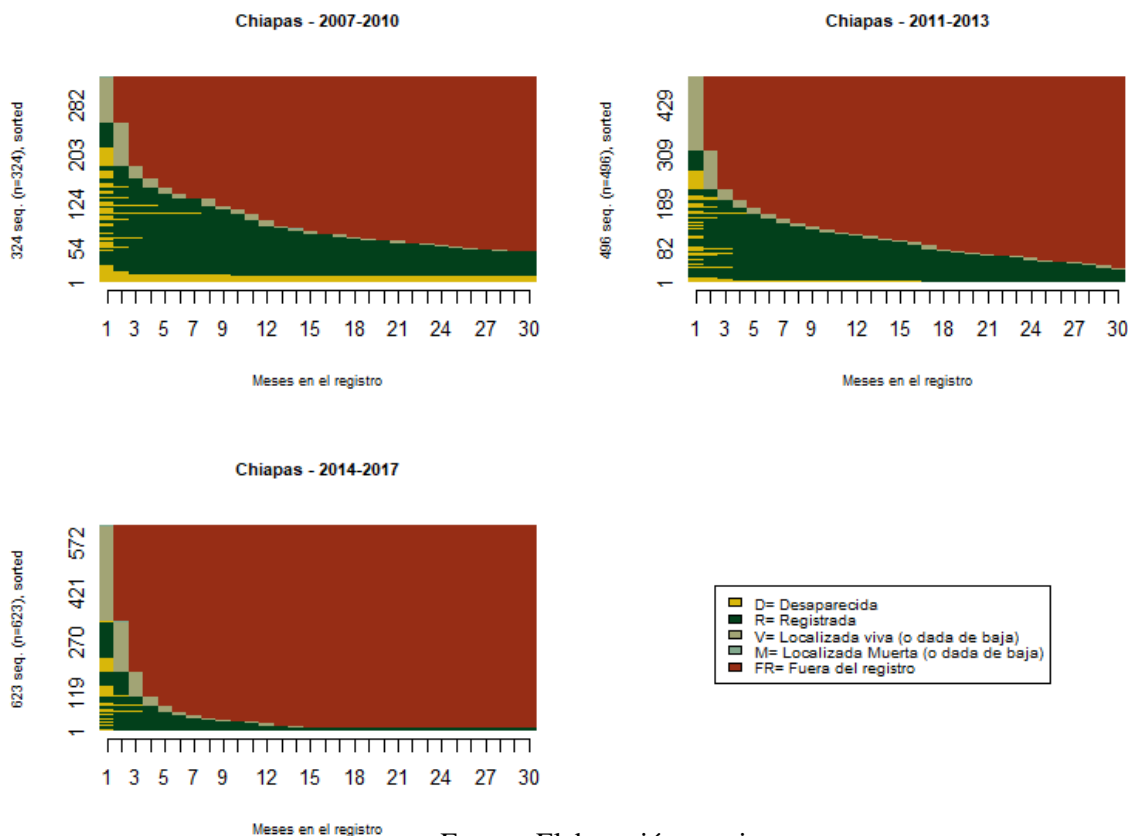 Chiapas - 2007-2010
324 seq. (n=324), sorted
282
203
124
54
1
1 3 5 7 9 12 15 18 21 24 27 30
Meses en el registro
Chiapas - 2011-2013
496 seq. (n=496), sorted
429
309
189
82
1
1 3 5 7 9 12 15 18 21 24 27 30
Meses en el registro
Chiapas - 2014-2017
623 seq. (n=623), sorted
572
421
270
119
1
1 3 5 7 9 12 15 18 21 24 27 30
Meses en el registro
D= Desaparecida
R= Registrada
V= Localizada viva (o dada de baja)
M= Localizada Muerta (o dada de baja)
FR= Fuera del registro